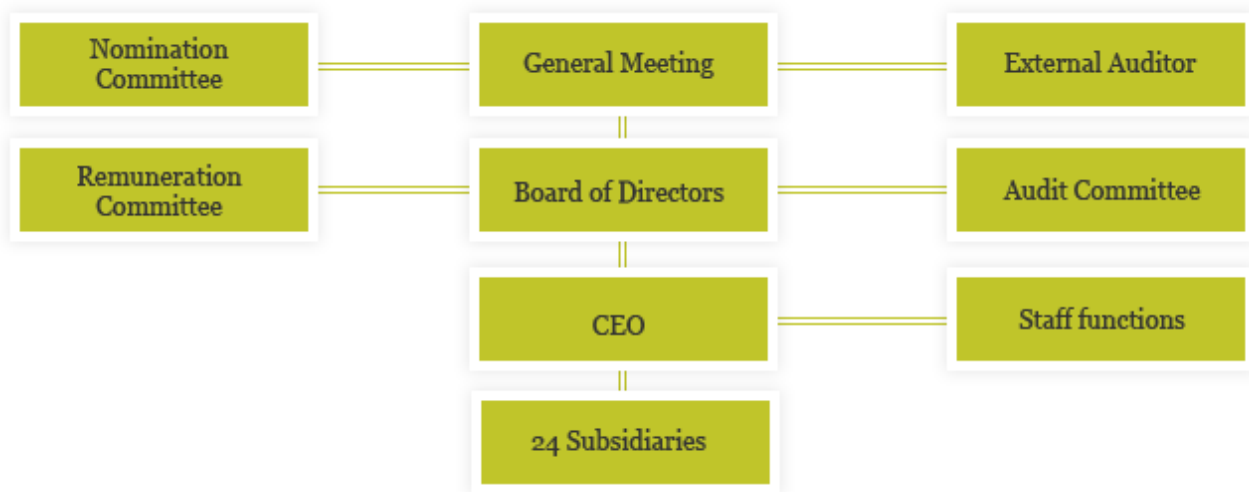 Nomination
Committee
General Meeting
External Auditor
Remuneration
Committee
Board of Directors
Audit Committee
CEO
Staff functions
24 Subsidiaries